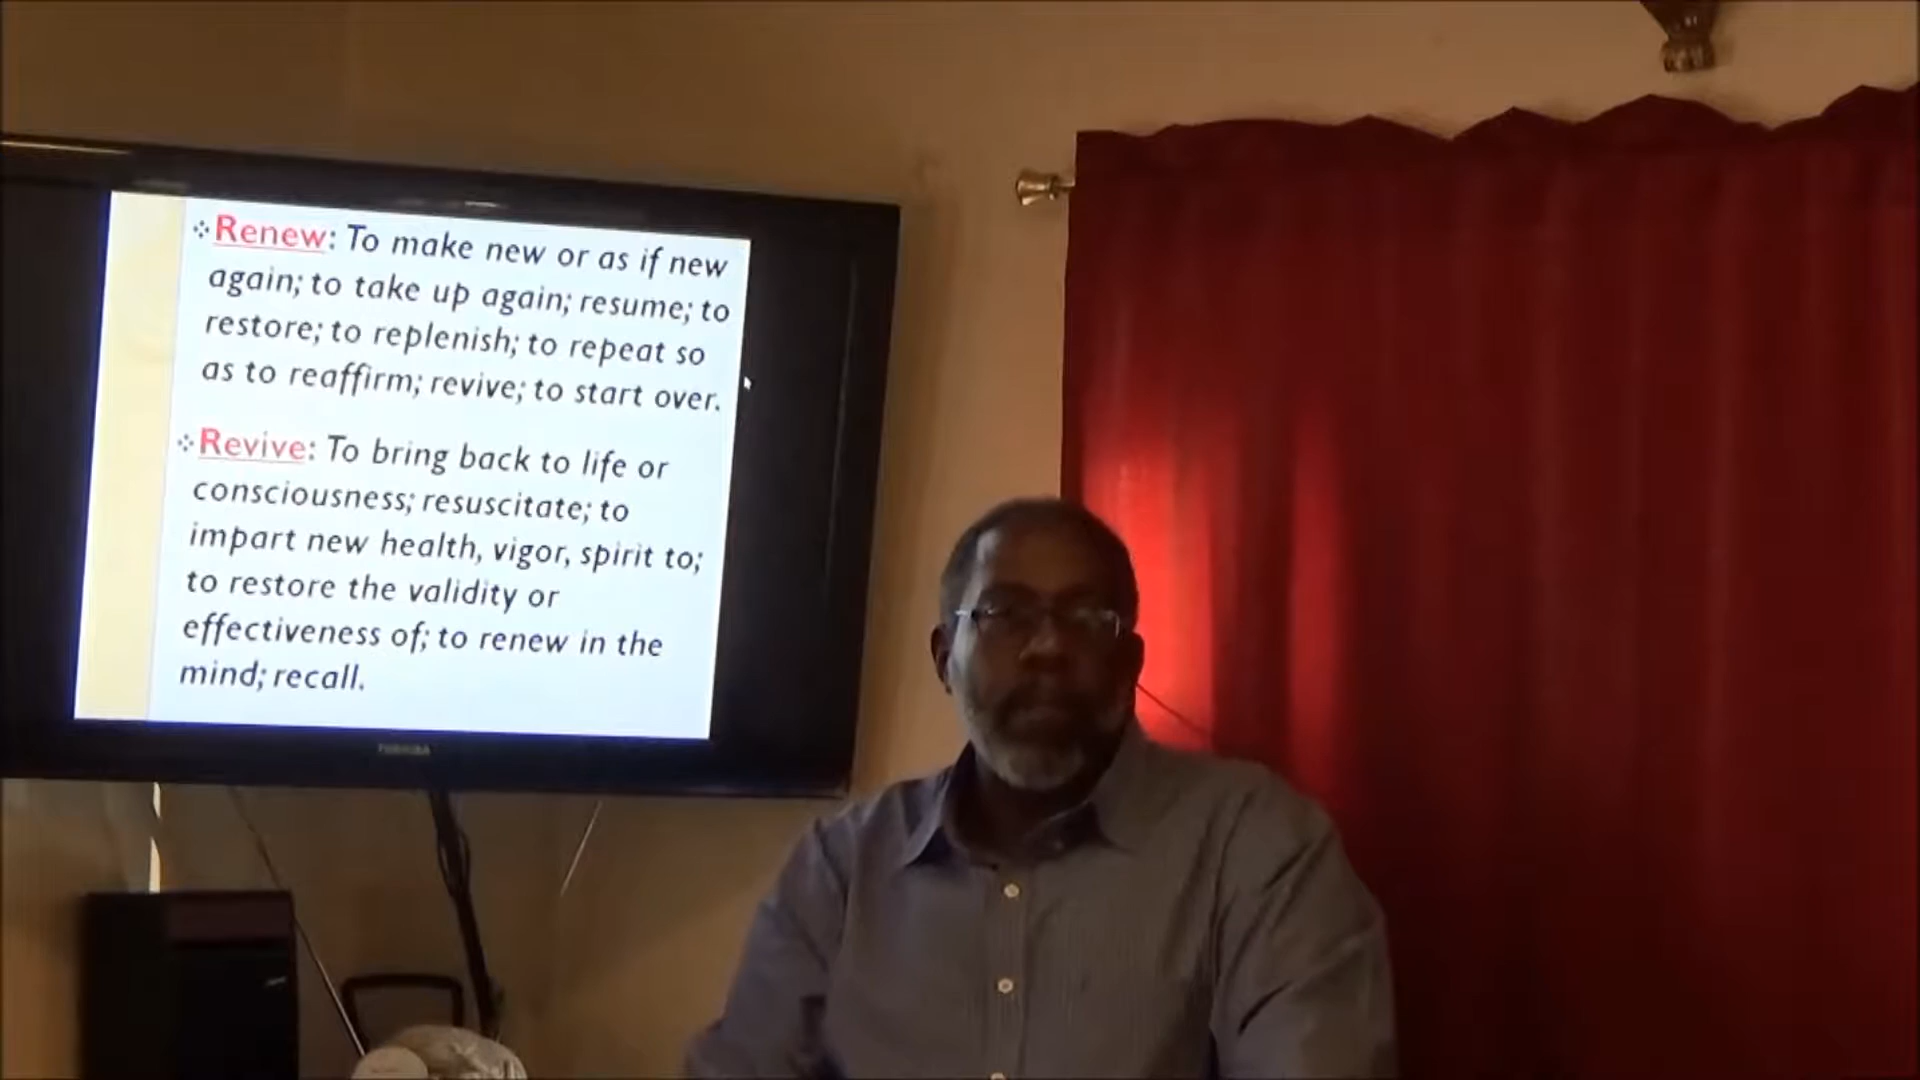 Renew: To make new or as if new
again; to take up again; resume; to
restore; to replenish; to repeat so
as to reaffirm; revive; to start over.
Revive: To bring back to life or
consciousness; resuscitate; to
impart new health, vigor, spirit to;
to restore the validity or
effectiveness of; to renew in the
mind; recall.
TOSHIBA